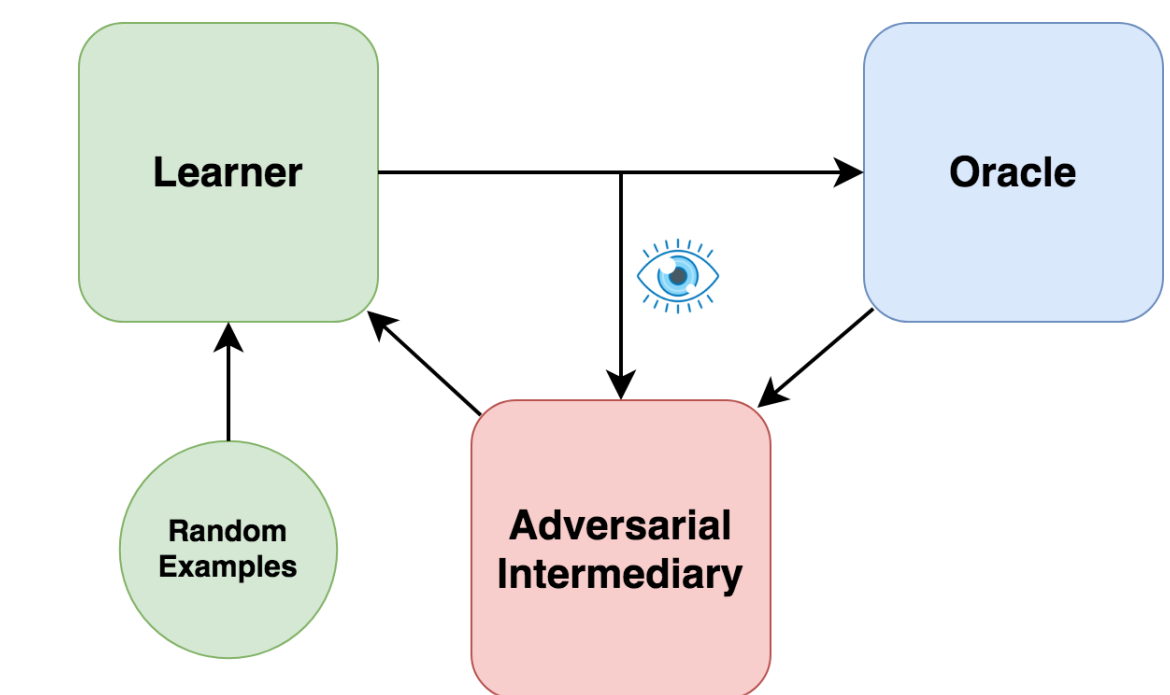 Learner
Oracle
Random
Examples
Adversarial
Intermediary